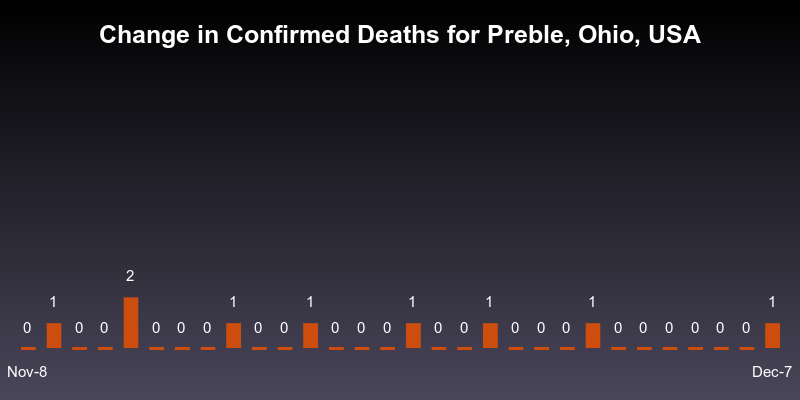 Change in Confirmed Deaths for Preble, Ohio, USA
2
1 1 1 1 1 1 1
0 0 0 0 0 0 0 0 0 0 0 0 0 0 0 0 0 0 0 0 0 0
Nov-8 Dec-7